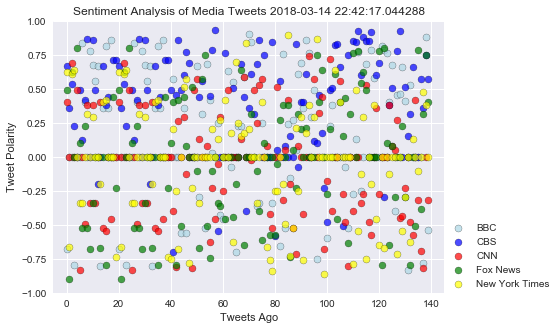 Sentiment Analysis of Media Tweets 2018-03-14 22:42:17.044288
1.00
0.75
0.50
0.25
0.00
−0.25
−0.50
−0.75
−1.00
Tweet Polarity
0 20 40 60 80 100 120 140
Tweets Ago
BBC
CBS
CNN
Fox News
New York Times